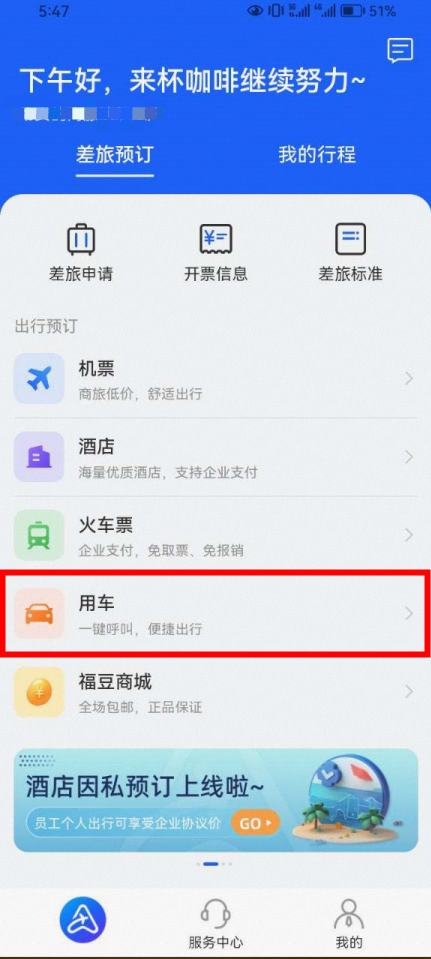 5:47
51%
下午好，来杯咖啡继续努力~
差旅预订 我的行程
差旅申请 开票信息 差旅标准
出行预订
机票
商旅低价，舒适出行
酒店
海量优质酒店，支持企业支付
火车票
企业支付，免取票、免报销
用车
一键呼叫，便捷出行
福豆商城
全场包邮，正品保证
酒店因私预订上线啦~
员工个人出行可享受企业协议价 GO
服务中心 我的